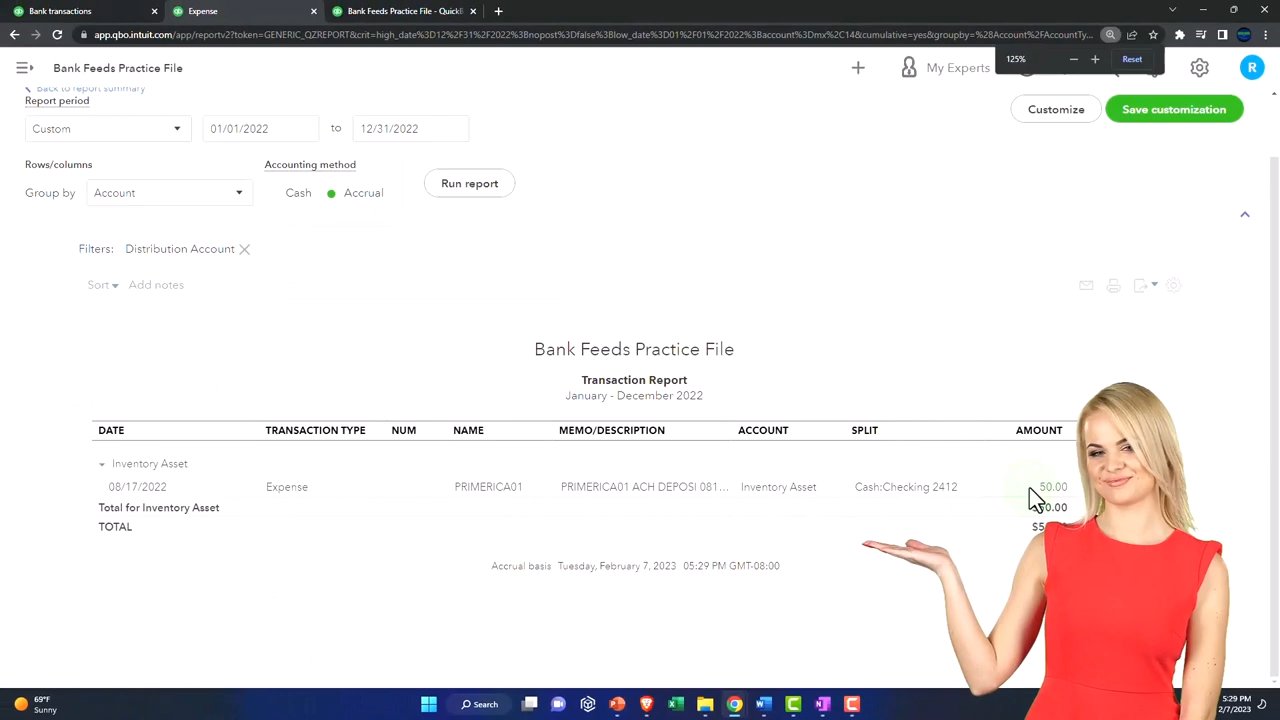 Bank transactions
Expense
Bank Feeds Practice File - QuickB
app.qbo.intuit.com/app/reportv2?token=GENERIC_QZREPORT&crit=high_date%3D12%2F31%2F2022%3Bnopost%3Dfalse%3Blow_date%3D01%2F01%2F2022%3Baccount%3Dmx%2C14&cumulative=yes&groupby=%28Account%28AccountTy...
125%
Reset
Bank Feeds Practice File
My Experts
R
Back to report summary
Report period
Custom
01/01/2022 to 12/31/2022
Customize
Save customization
Rows/columns
Accounting method
Group by Account
Cash Accrual
Run report
Filters: Distribution Account
Sort Add notes
Bank Feeds Practice File
Transaction Report
January - December 2022
DATE TRANSACTION TYPE NUM NAME MEMO/DESCRIPTION ACCOUNT SPLIT AMOUNT
Inventory Asset
08/17/2022 Expense PRIMERICA01 PRIMERICA01 ACH DEPOSI 081... Inventory Asset Cash:Checking 2412 50.00
Total for Inventory Asset
TOTAL
Accrual basis Tuesday, February 7, 2023 05:29 PM GMT-08:00
69°F
Sunny
Search
5:29 PM
2/7/2023